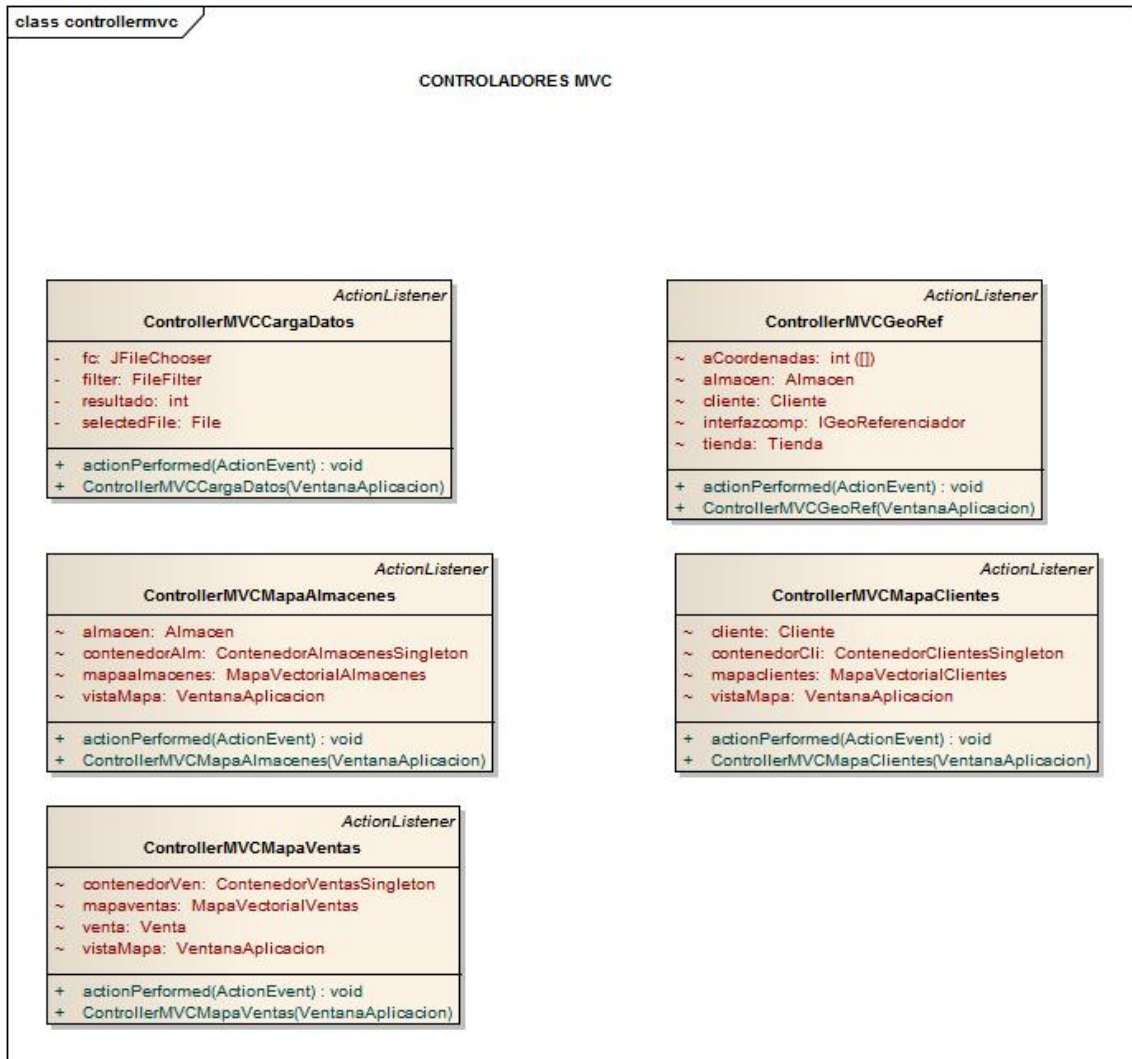 class controllermvc
CONTROLADORES MVC
ActionListener
ControllerMVCCargaDatos
- fc: JFileChooser
- filter: FileFilter
- resultado: int
- selectedFile: File
+ actionPerformed(ActionEvent) : void
+ ControllerMVCCargaDatos(VentanaAplicacion)
ActionListener
ControllerMVCGeoRef
~ aCoordenadas: int ([])
~ almacen: Almacen
~ cliente: Cliente
~ interfazcomp: IGeoReferenciador
~ tienda: Tienda
+ actionPerformed(ActionEvent) : void
+ ControllerMVCGeoRef(VentanaAplicacion)
ActionListener
ControllerMVCMapaAlmacenes
~ almacen: Almacen
~ contenedorAlm: ContenedorAlmacenesSingleton
~ mapaalmacenes: MapaVectorialAlmacenes
~ vistaMapa: VentanaAplicacion
+ actionPerformed(ActionEvent) : void
+ ControllerMVCMapaAlmacenes(VentanaAplicacion)
ActionListener
ControllerMVCMapaClientes
~ cliente: Cliente
~ contenedorCli: ContenedorClientesSingleton
~ mapaclientes: MapaVectorialClientes
~ vistaMapa: VentanaAplicacion
+ actionPerformed(ActionEvent) : void
+ ControllerMVCMapaClientes(VentanaAplicacion)
ActionListener
ControllerMVCMapaVentas
~ contenedorVen: ContenedorVentasSingleton
~ mapaventas: MapaVectorialVentas
~ venta: Venta
~ vistaMapa: VentanaAplicacion
+ actionPerformed(ActionEvent) : void
+ ControllerMVCMapaVentas(VentanaAplicacion)